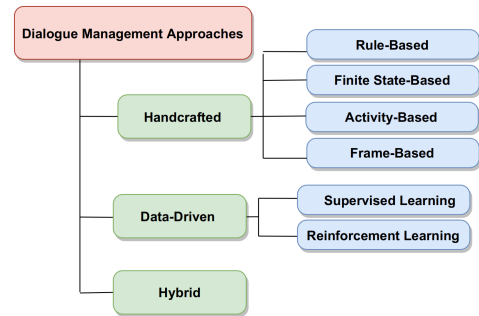 Dialogue Management Approaches
Rule-Based
Finite State-Based
Handcrafted
Activity-Based
Frame-Based
Supervised Learning
Data-Driven
Reinforcement Learning
Hybrid